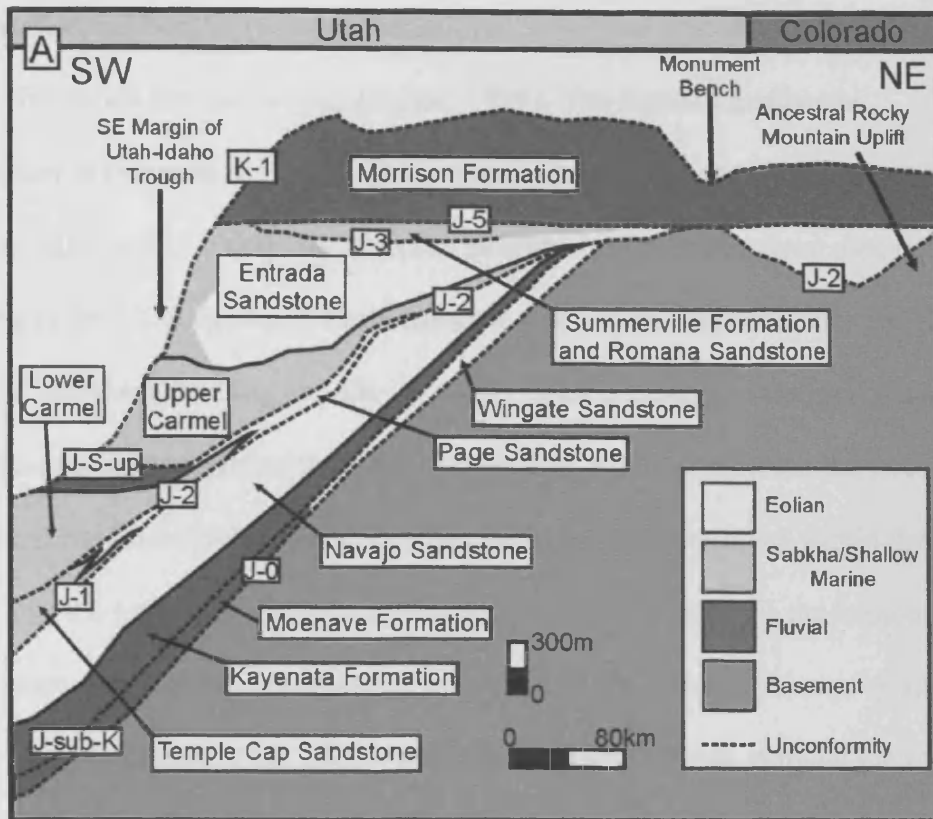 Utah
Colorado
A
SW
NE
Monument
Bench
SE Margin of
Utah-Idaho
Trough
Ancestral Rocky
Mountain Uplift
K-1
Morrison Formation
J-5
J-3
Entrada
Sandstone
J-2
J-2
Summerville Formation
and Romana Sandstone
Lower
Carmel
Upper
Carmel
Wingate Sandstone
Page Sandstone
J-S-up
J-2
Navajo Sandstone
J-0
J-1
Moenave Formation
Kayenata Formation
J-sub-K
Temple Cap Sandstone
300m
0
0
80km
Eolian
Sabkha/Shallow
Marine
Fluvial
Basement
Unconformity